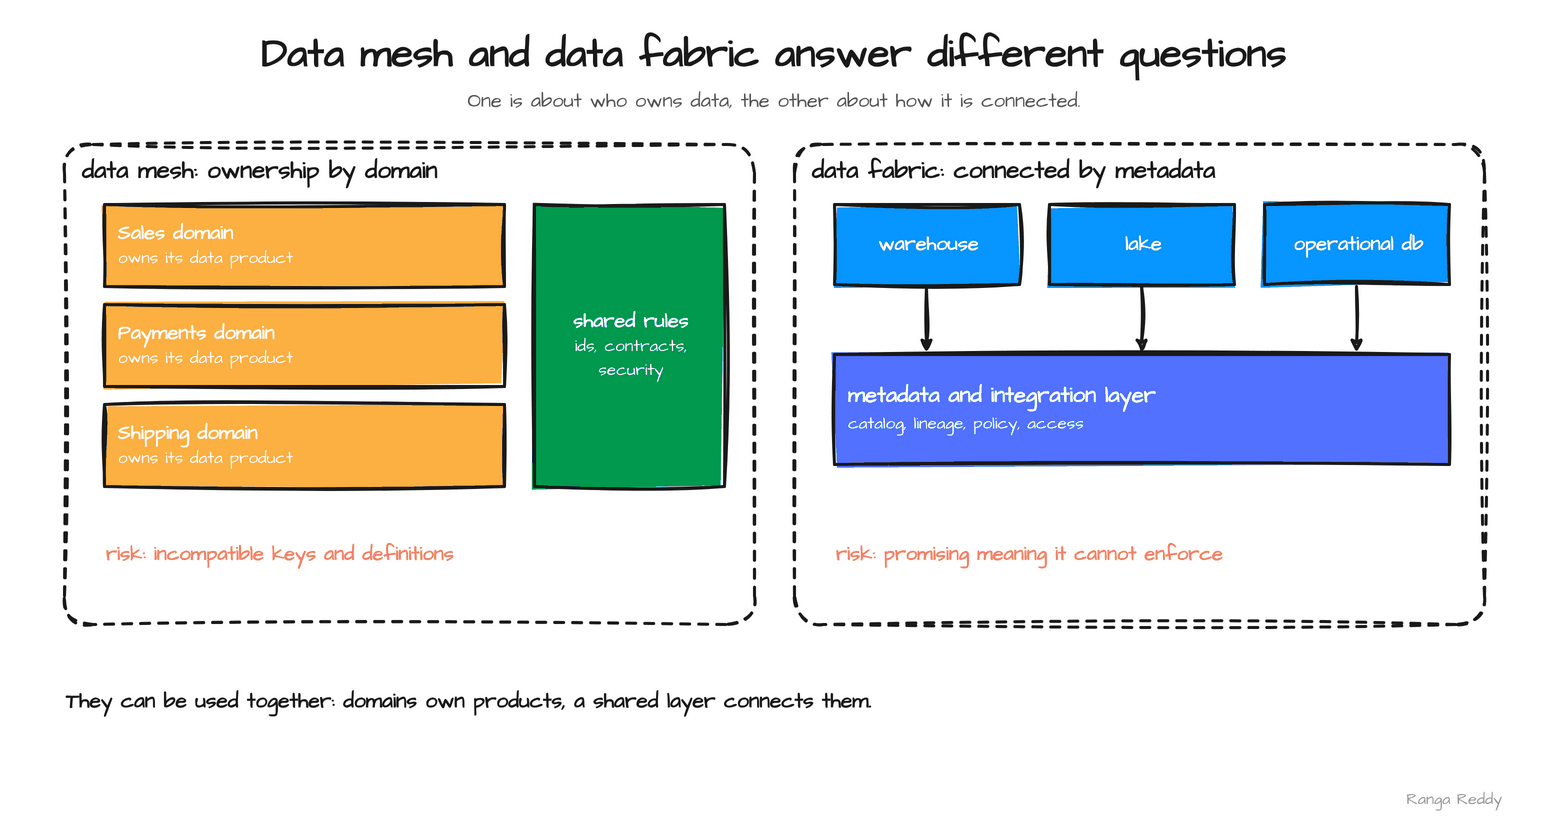 Data mesh and data fabric answer different questions
One is about who owns data, the other about how it is connected.
data mesh: ownership by domain
Sales domain
owns its data product
Payments domain
owns its data product
Shipping domain
owns its data product
shared rules
ids, contracts,
security
risk: incompatible keys and definitions
data fabric: connected by metadata
warehouse
lake
operational db
metadata and integration layer
catalog, lineage, policy, access
risk: promising meaning it cannot enforce
They can be used together: domains own products, a shared layer connects them.
Ranga Reddy